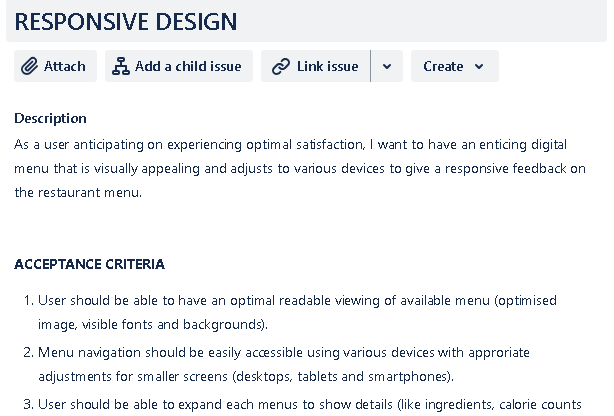 RESPONSIVE DESIGN
Attach
Add a child issue
Link issue
Create
Description
As a user anticipating on experiencing optimal satisfaction, I want to have an enticing digital
menu that is visually appealing and adjusts to various devices to give a responsive feedback on
the restaurant menu.
ACCEPTANCE CRITERIA
1. User should be able to have an optimal readable viewing of available menu (optimised
image, visible fonts and backgrounds).
2. Menu navigation should be easily accessible using various devices with approriate
adjustments for smaller screens (desktops, tablets and smartphones).
3. User should be able to expand each menus to show details (like ingredients, calorie counts